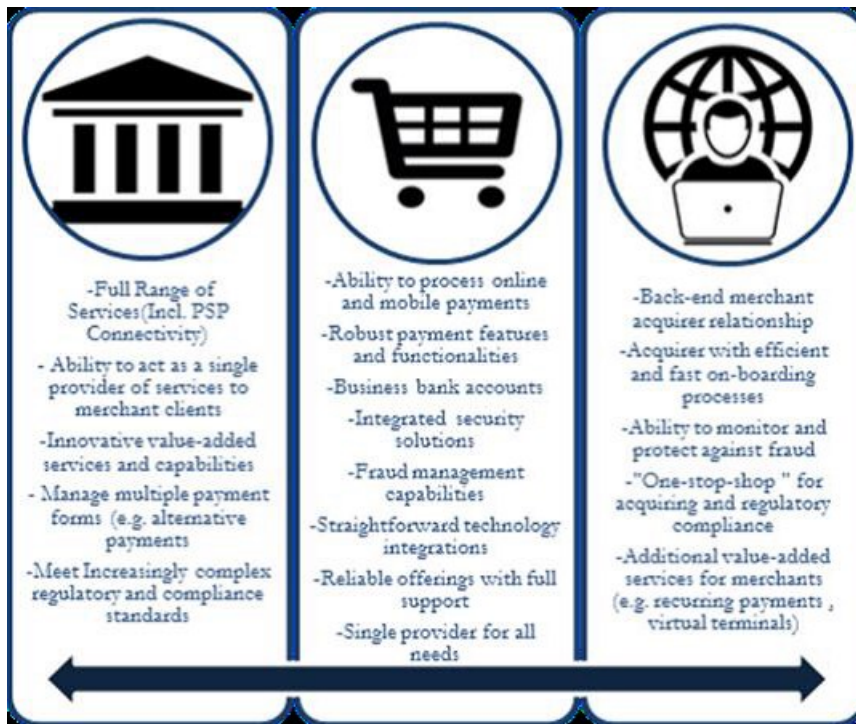 -Full Range of
Services(Incl. PSP
Connectivity)
- Ability to act as a single
provider of services to
merchant clients
-Innovative value-added
services and capabilities
- Manage multiple payment
forms (e.g. alternative
payments
-Meet Increasingly complex
regulatory and compliance
standards
-Ability to process online
and mobile payments
-Robust payment features
and functionalities
-Business bank accounts
-Integrated security
solutions
-Fraud management
capabilities
-Straightforward technology
integrations
-Reliable offerings with full
support
-Single provider for all
needs
-Back-end merchant
acquirer relationship
-Acquirer with efficient
and fast on-boarding
processes
-Ability to monitor and
protect against fraud
-"One-stop-shop " for
acquiring and regulatory
compliance
-Additional value-added
services for merchants
(e.g. recurring payments ,
virtual terminals)